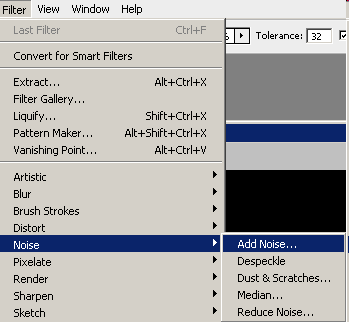 Filter View Window Help
Last Filter Ctrl+F
Tolerance: 32
Convert for Smart Filters
Extract... Alt+Ctrl+X
Filter Gallery...
Liquify... Shift+Ctrl+X
Pattern Maker... Alt+Shift+Ctrl+X
Vanishing Point... Alt+Ctrl+V
Artistic
Blur
Brush Strokes
Distort
Noise
Pixelate
Render
Sharpen
Sketch
Add Noise...
Despeckle
Dust & Scratches...
Median...
Reduce Noise...